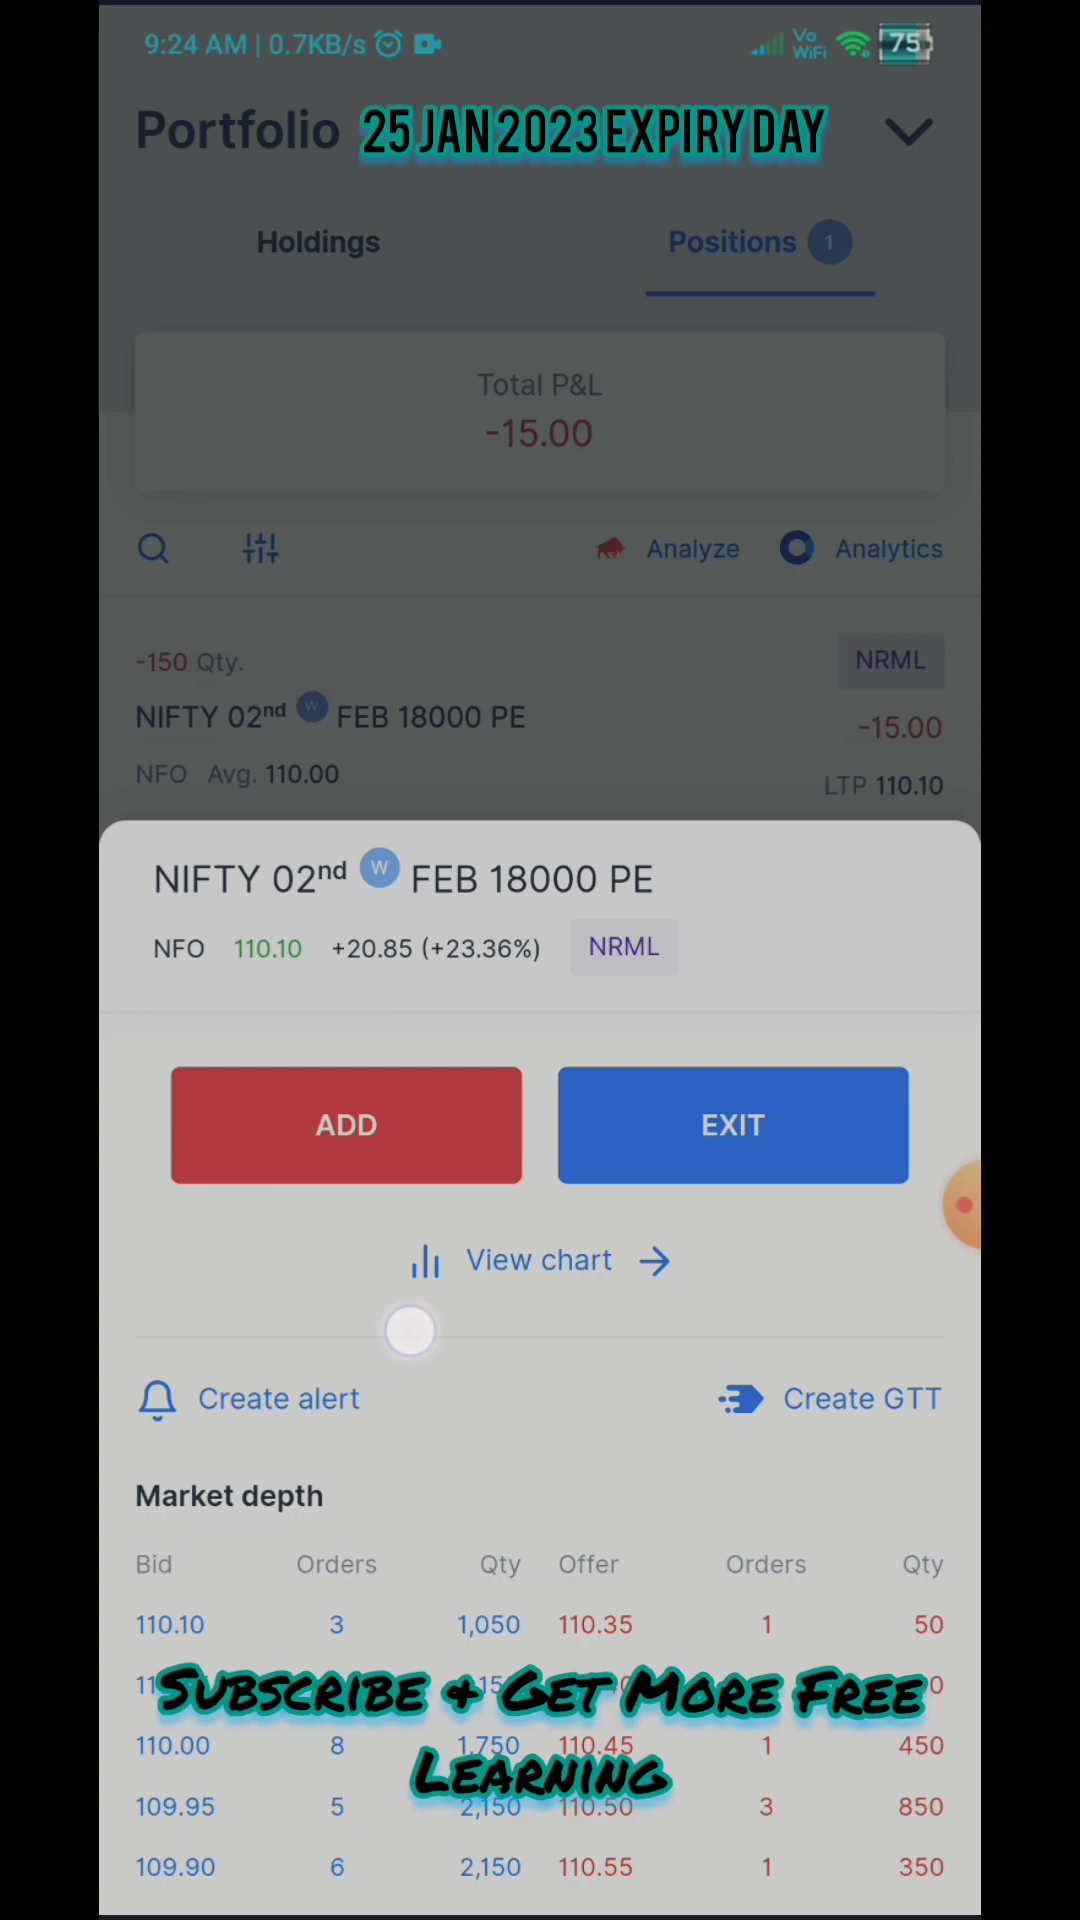 9:24 AM | 0.7KB/s Vo WiFi 75
Portfolio 25 JAN 2023 EXPIRY DAY
Holdings Positions 1
Total P&L
-15.00
Analyze Analytics
-150 Qty. NRML
NIFTY 02nd W FEB 18000 PE -15.00
NFO Avg. 110.00 LTP 110.10
NIFTY 02nd W FEB 18000 PE
NFO 110.10 +20.85 (+23.36%) NRML
ADD EXIT
View chart
Create alert Create GTT
Market depth
Bid Orders Qty Offer Orders Qty
110.10 3 1,050 110.35 1 50
Subscribe & Get More Free
110.00 8 1,750 110.45 1 450
Learning
109.95 5 2,150 110.50 3 850
109.90 6 2,150 110.55 1 350